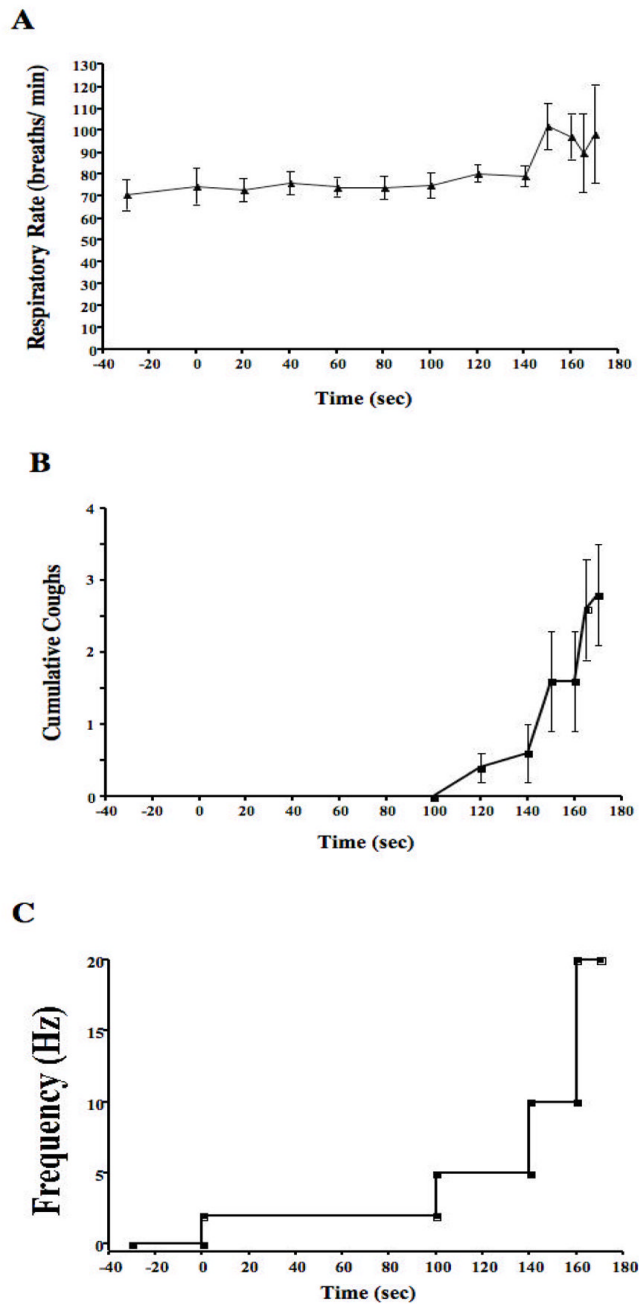 A
Respiratory Rate (breaths/ min)
130
120
110
100
90
80
70
60
50
40
30
20
10
0
-40 -20 0 20 40 60 80 100 120 140 160 180
Time (sec)
B
Cumulative Coughs
4
3
2
1
0
-40 -20 0 20 40 60 80 100 120 140 160 180
Time (sec)
C
Frequency (Hz)
20
15
10
5
0
-40 -20 0 20 40 60 80 100 120 140 160 180
Time (sec)